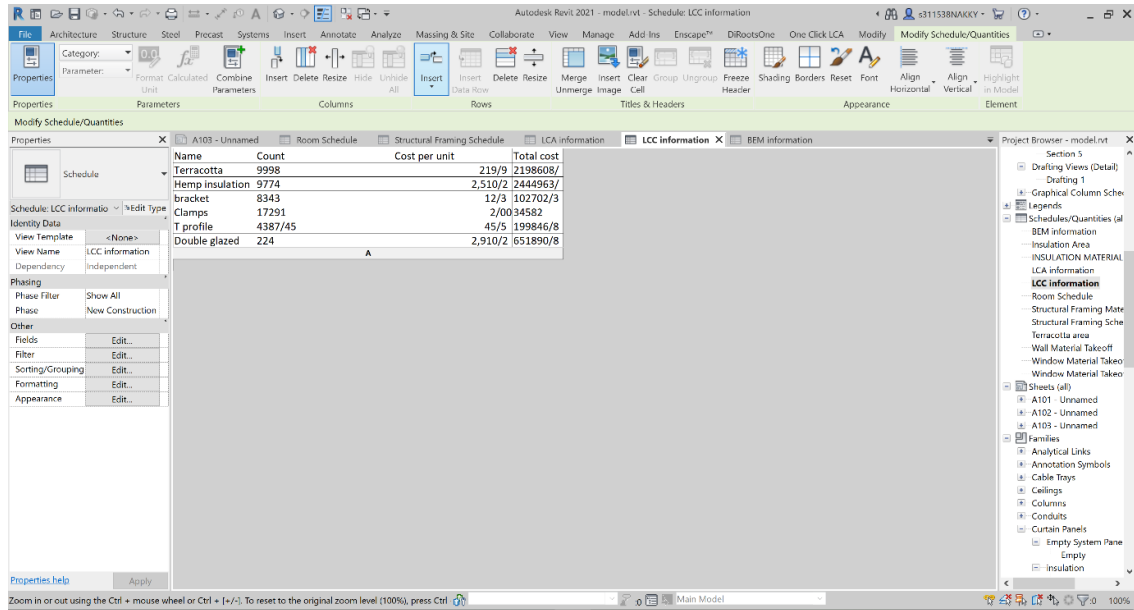 Autodesk Revit 2021 - model.rvt - Schedule: LCC information
s311538NAKKY
File Architecture Structure Steel Precast Systems Insert Annotate Analyze Massing & Site Collaborate View Manage Add-Ins Enscape™ DiRootsOne One Click LCA Modify Modify Schedule/Quantities
Properties
Category:
Parameter:
Format Unit
Calculated
Combine Parameters
Insert Delete Resize Hide Unhide All
Insert
Insert Data Row
Delete Resize
Merge Unmerge
Insert Image
Clear Cell
Group Ungroup
Freeze Header
Shading Borders Reset Font
Align Horizontal
Align Vertical
Highlight in Model
Properties Parameters Columns Rows Titles & Headers Appearance Element
Modify Schedule/Quantities
Properties X
A103 - Unnamed Room Schedule Structural Framing Schedule LCA information LCC information X BEM information
Schedule
Schedule: LCC informatio Edit Type
Identity Data
View Template <None>
View Name LCC information
Dependency Independent
Phasing
Phase Filter Show All
Phase New Construction
Other
Fields Edit...
Filter Edit...
Sorting/Grouping Edit...
Formatting Edit...
Appearance Edit...
Properties help Apply
Name Count Cost per unit Total cost
Terracotta 9998 219/9 2198608/
Hemp insulation 9774 2,510/2 2444963/
bracket 8343 12/3 102702/3
Clamps 17291 2/00 34582
T profile 4387/45 45/5 199846/8
Double glazed 224 2,910/2 651890/8
A
Project Browser - model.rvt X
Section 5
Drafting Views (Detail)
Drafting 1
Graphical Column Sche
Legends
Schedules/Quantities (al
BEM information
Insulation Area
INSULATION MATERIAL
LCA information
LCC information
Room Schedule
Structural Framing Mate
Structural Framing Sche
Terracotta area
Wall Material Takeoff
Window Material Takeo
Window Material Takeo
Sheets (all)
A101 - Unnamed
A102 - Unnamed
A103 - Unnamed
Families
Analytical Links
Annotation Symbols
Cable Trays
Ceilings
Columns
Conduits
Curtain Panels
Empty System Pane
Empty
insulation
Zoom in or out using the Ctrl + mouse wheel or Ctrl + [+/-]. To reset to the original zoom level (100%), press Ctrl
:0 Main Model
:0 100%